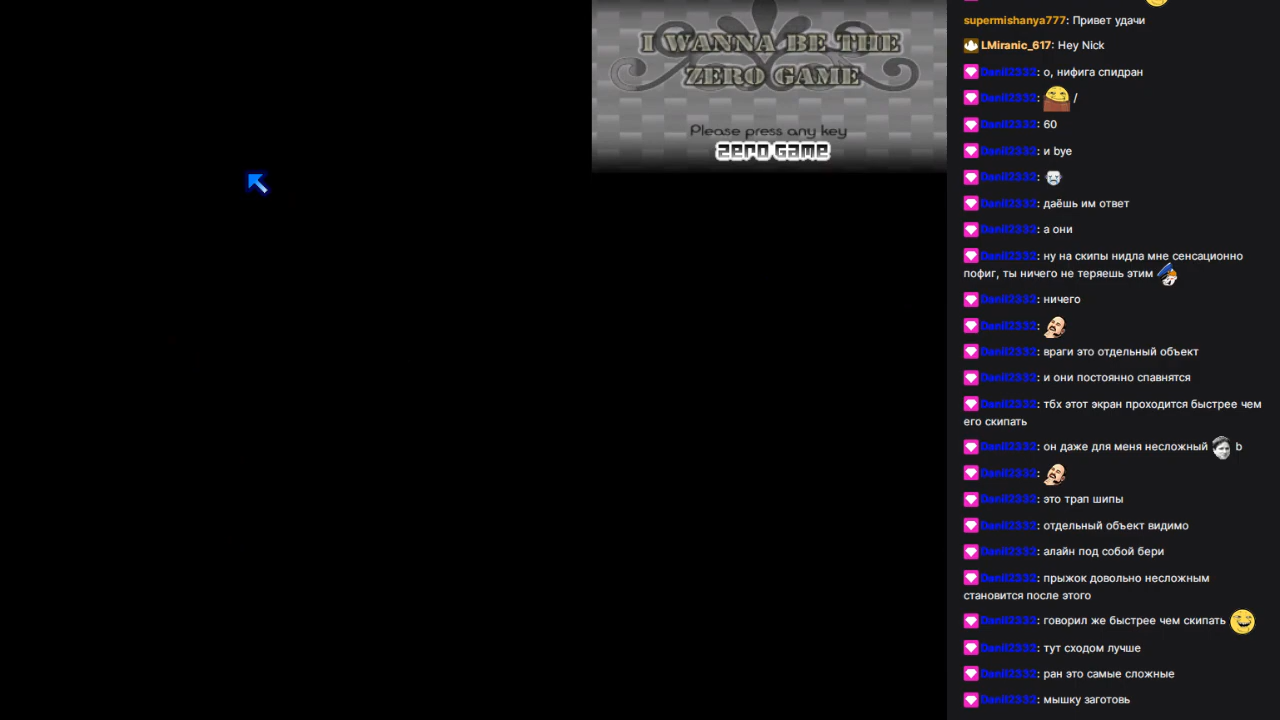 I WANNA BE THE
ZERO GAME
Please press any key
ZERO GAME
supermishanya777: Привет удачи
LMiranic_617: Hey Nick
Danil2332: о, нифига спидран
Danil2332: /
Danil2332: 60
Danil2332: и bye
Danil2332:
Danil2332: даёшь им ответ
Danil2332: а они
Danil2332: ну на скипы нидла мне сенсационно
пофиг, ты ничего не теряешь этим
Danil2332: ничего
Danil2332:
Danil2332: враги это отдельный объект
Danil2332: и они постоянно спавнятся
Danil2332: тбх этот экран проходится быстрее чем
его скипать
Danil2332: он даже для меня несложный b
Danil2332:
Danil2332: это трап шипы
Danil2332: отдельный объект видимо
Danil2332: алайн под собой бери
Danil2332: прыжок довольно несложным
становится после этого
Danil2332: говорил же быстрее чем скипать
Danil2332: тут сходом лучше
Danil2332: ран это самые сложные
Danil2332: мышку заготовь